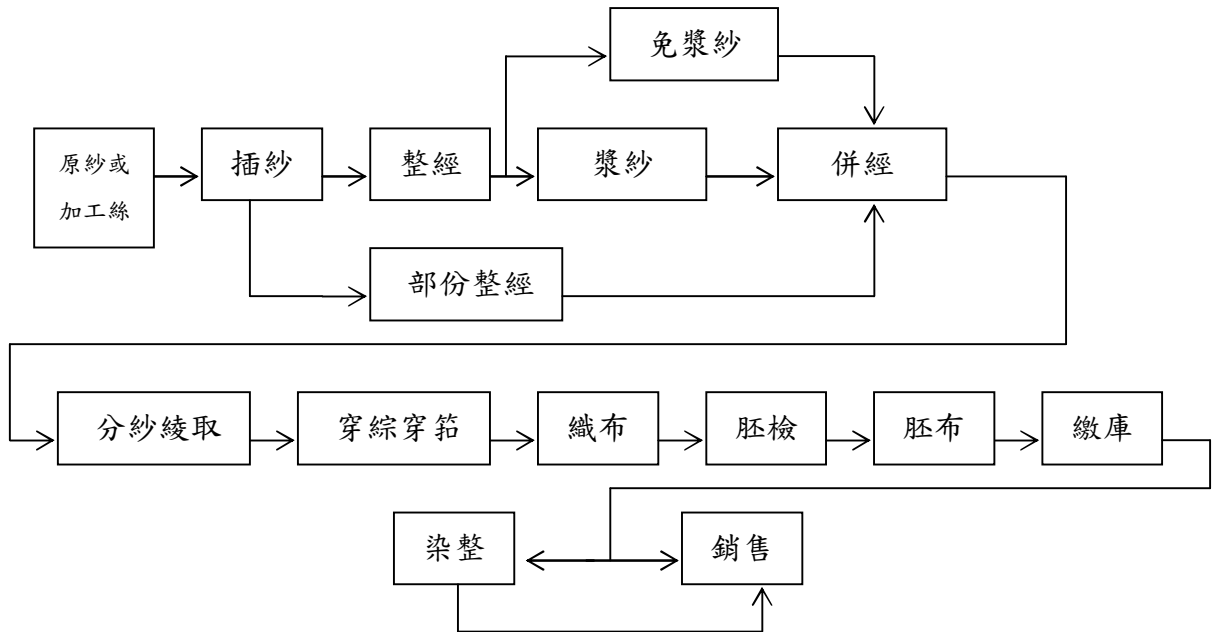 免漿紗
原紗或
加工絲
插紗
整經
漿紗
併經
部份整經
分紗綾取
穿綜穿筘
織布
胚檢
胚布
繳庫
染整
銷售